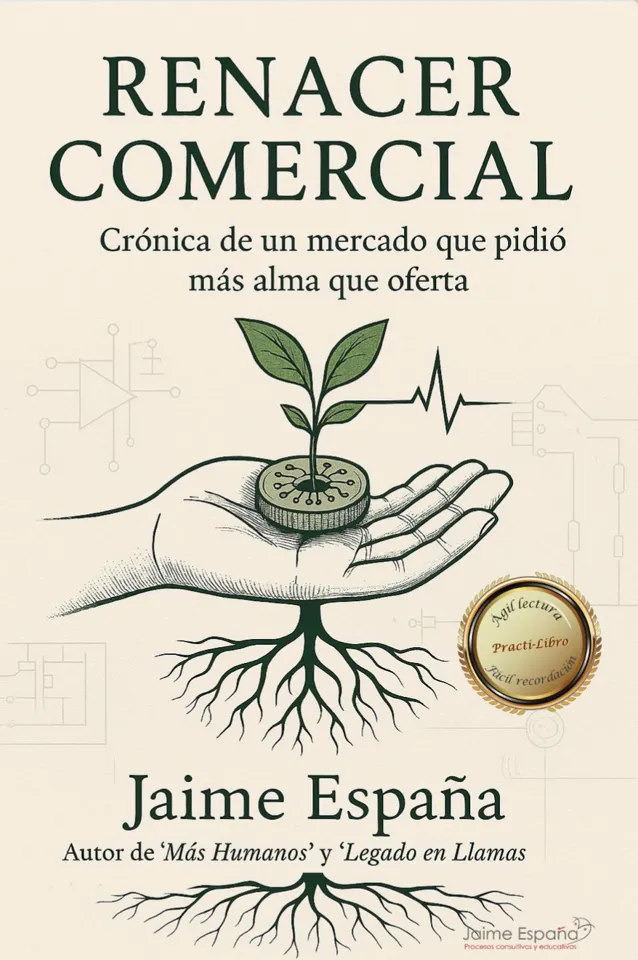 RENACER
COMERCIAL
Crónica de un mercado que pidió
más alma que oferta
Ágil lectura
Practi-Libro
Fácil recordación
Jaime España
Autor de ‘Más Humanos’ y ‘Legado en Llamas
Jaime España
Procesos consultivos y educativos